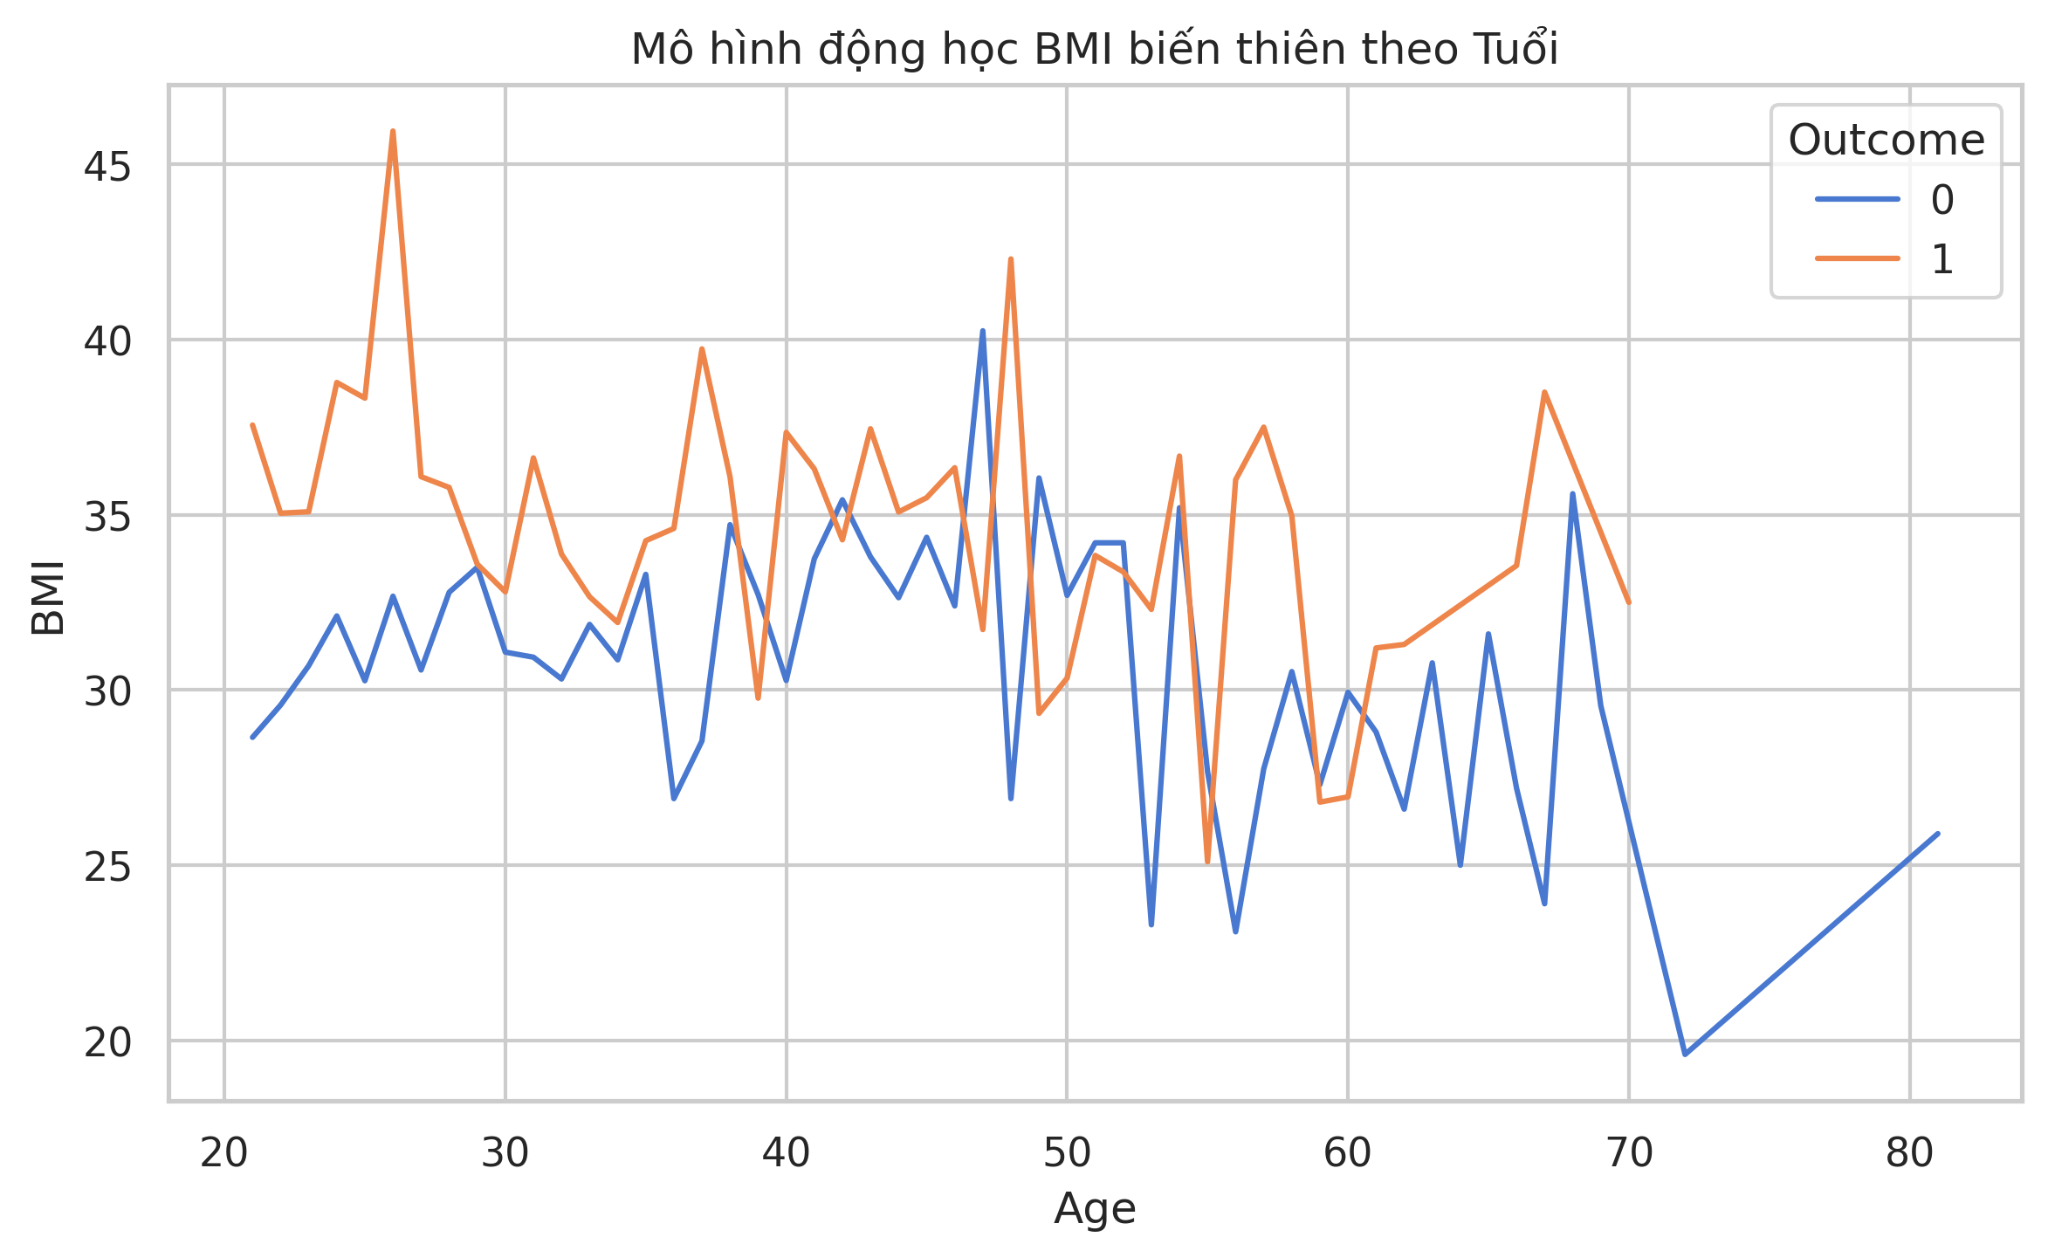 Mô hình động học BMI biến thiên theo Tuổi
Outcome
0
1
45
40
35
30
25
20
BMI
20 30 40 50 60 70 80
Age